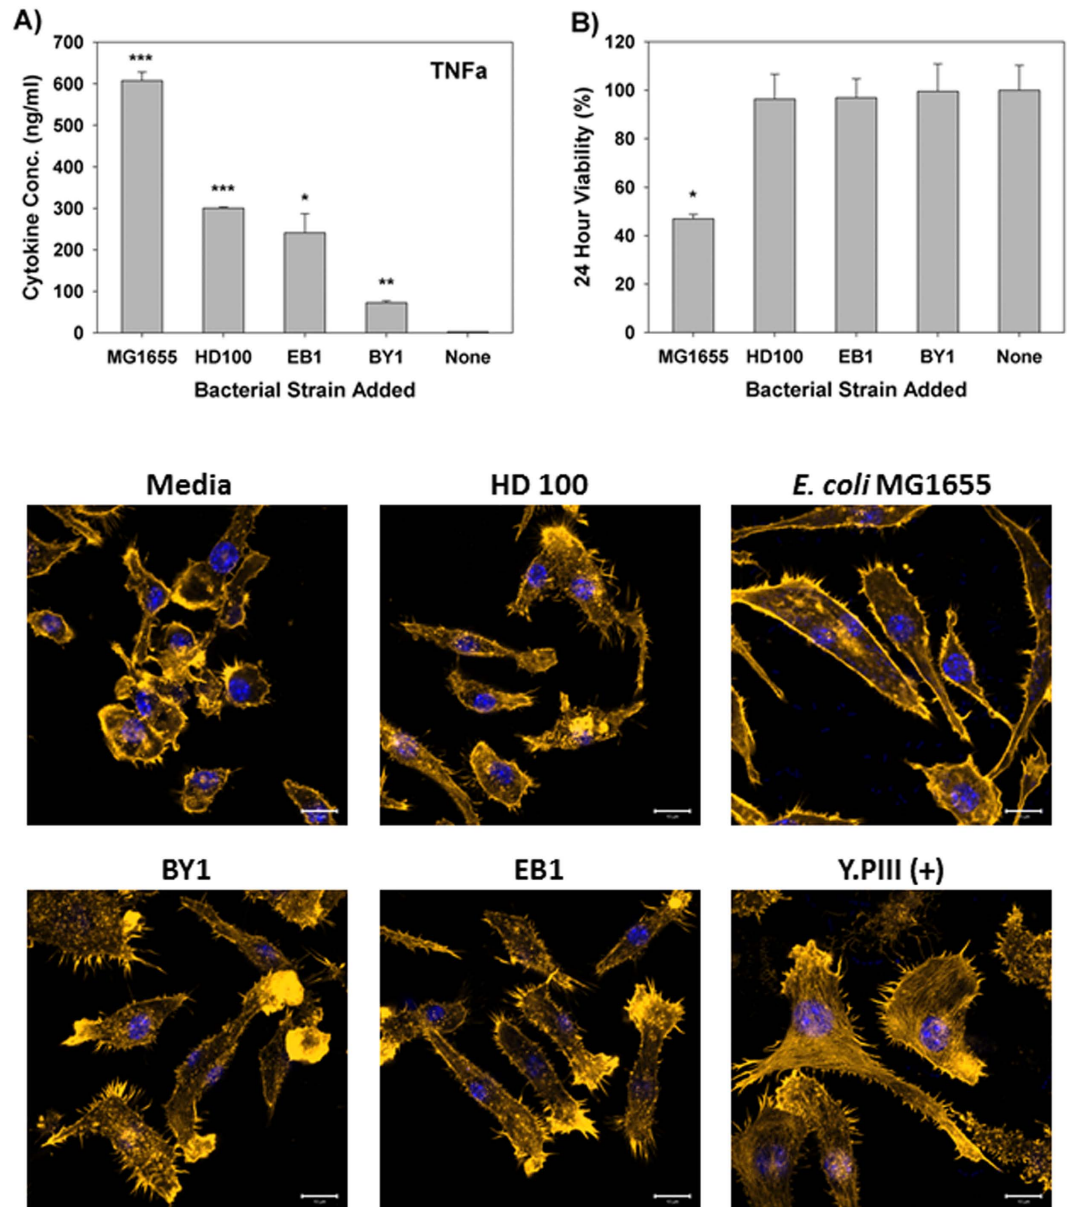 A)
TNFa
Cytokine Conc. (ng/ml)
700
600
500
400
300
200
100
0
***
***
*
**
MG1655 HD100 EB1 BY1 None
Bacterial Strain Added
B)
24 Hour Viability (%)
120
100
80
60
40
20
0
*
MG1655 HD100 EB1 BY1 None
Bacterial Strain Added
Media HD 100 E. coli MG1655
BY1 EB1 Y.PIII (+)